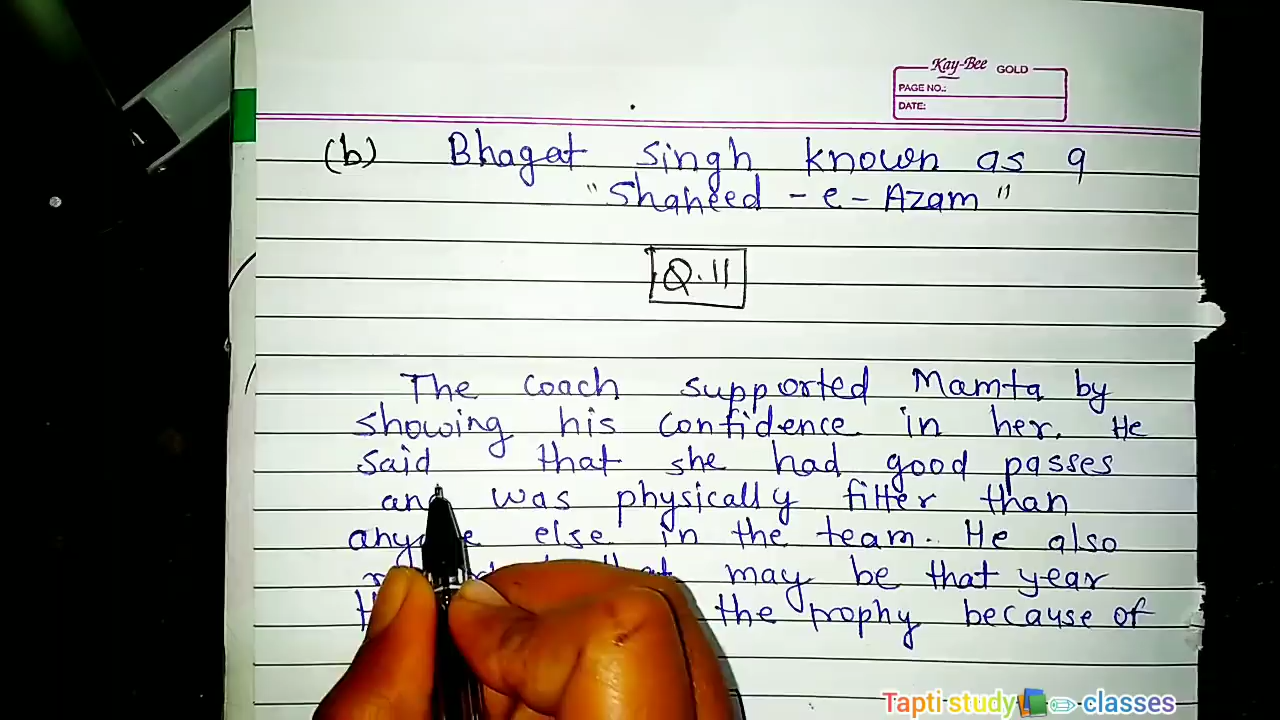 Kay-Bee GOLD
PAGE NO.:
DATE:
(b) Bhagat Singh known as a
"Shaheed - e - Azam"
Q.11
The coach supported Mamta by
showing his confidence in her. He
said that she had good passes
and was physically fitter than
anyone else in the team. He also
may be that year
the prophy because of
Tapti study classes